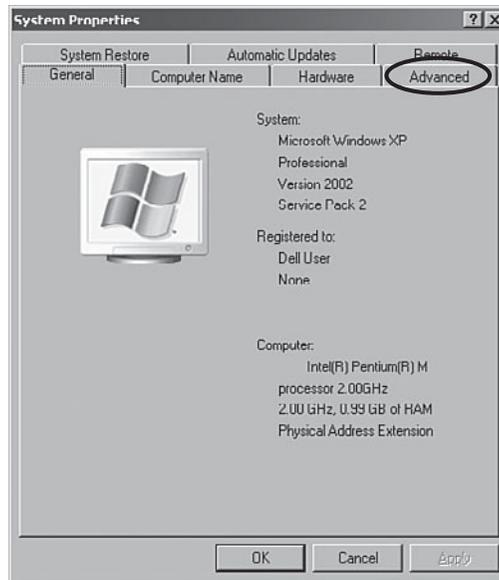 System Properties
System Restore Automatic Updates Remote
General Computer Name Hardware Advanced
System:
Microsoft Windows XP
Professional
Version 2002
Service Pack 2
Registered to:
Dell User
None
Computer:
Intel(R) Pentium(R) M
processor 2.00GHz
2.00 GHz, 0.99 GB of RAM
Physical Address Extension
OK Cancel Apply